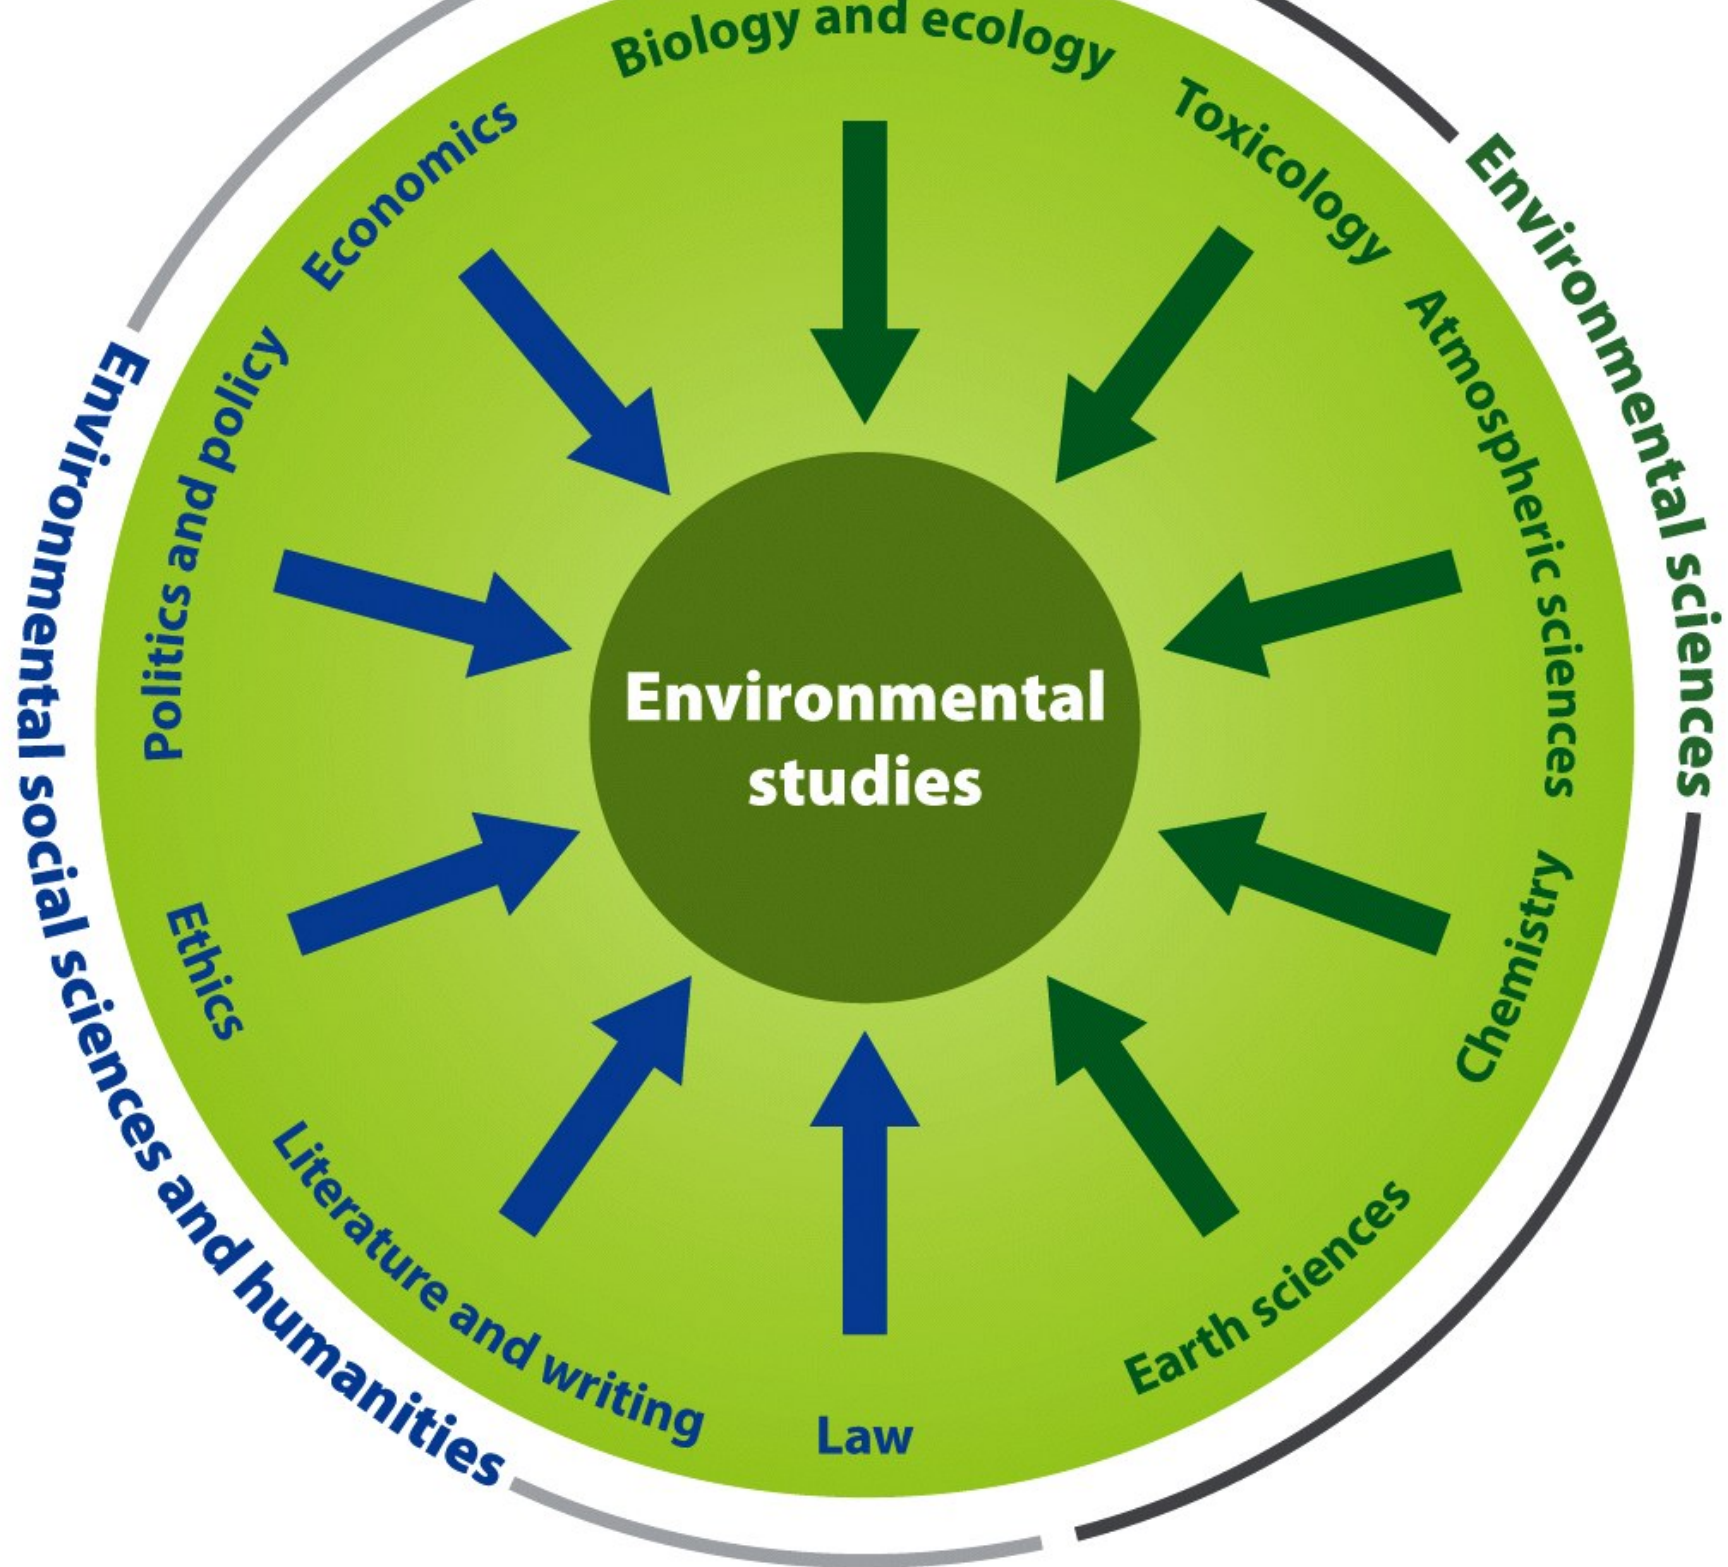 Biology and ecology
Toxicology
Atmospheric sciences
Chemistry
Earth sciences
Law
Literature and writing
Ethics
Politics and policy
Economics
Environmental sciences
Environmental social sciences and humanities
Environmental
studies